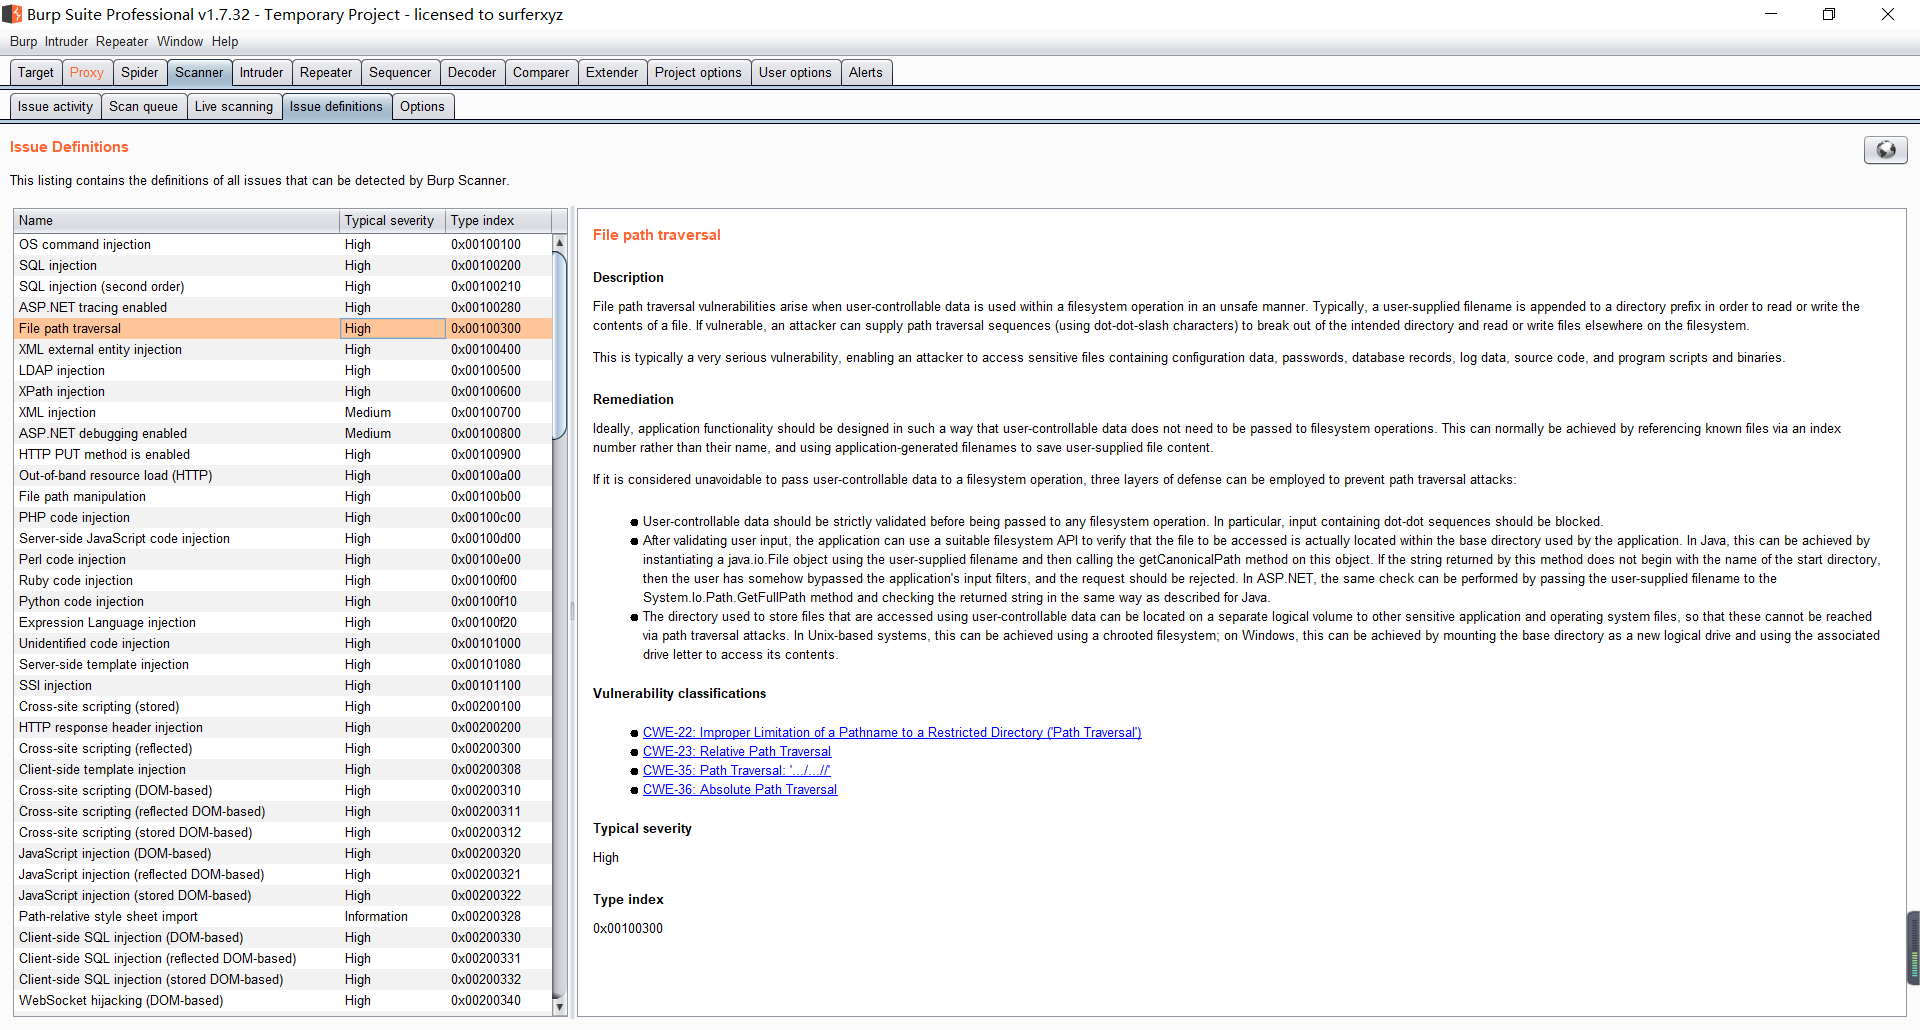 Burp Suite Professional v1.7.32 - Temporary Project - licensed to surferxyz
Burp Intruder Repeater Window Help
Target Proxy Spider Scanner Intruder Repeater Sequencer Decoder Comparer Extender Project options User options Alerts
Issue activity Scan queue Live scanning Issue definitions Options
Issue Definitions
This listing contains the definitions of all issues that can be detected by Burp Scanner.
Name Typical severity Type index
OS command injection High 0x00100100
SQL injection High 0x00100200
SQL injection (second order) High 0x00100210
ASP.NET tracing enabled High 0x00100280
File path traversal High 0x00100300
XML external entity injection High 0x00100400
LDAP injection High 0x00100500
XPath injection High 0x00100600
XML injection Medium 0x00100700
ASP.NET debugging enabled Medium 0x00100800
HTTP PUT method is enabled High 0x00100900
Out-of-band resource load (HTTP) High 0x00100a00
File path manipulation High 0x00100b00
PHP code injection High 0x00100c00
Server-side JavaScript code injection High 0x00100d00
Perl code injection High 0x00100e00
Ruby code injection High 0x00100f00
Python code injection High 0x00100f10
Expression Language injection High 0x00100f20
Unidentified code injection High 0x00101000
Server-side template injection High 0x00101080
SSI injection High 0x00101100
Cross-site scripting (stored) High 0x00200100
HTTP response header injection High 0x00200200
Cross-site scripting (reflected) High 0x00200300
Client-side template injection High 0x00200308
Cross-site scripting (DOM-based) High 0x00200310
Cross-site scripting (reflected DOM-based) High 0x00200311
Cross-site scripting (stored DOM-based) High 0x00200312
JavaScript injection (DOM-based) High 0x00200320
JavaScript injection (reflected DOM-based) High 0x00200321
JavaScript injection (stored DOM-based) High 0x00200322
Path-relative style sheet import Information 0x00200328
Client-side SQL injection (DOM-based) High 0x00200330
Client-side SQL injection (reflected DOM-based) High 0x00200331
Client-side SQL injection (stored DOM-based) High 0x00200332
WebSocket hijacking (DOM-based) High 0x00200340
File path traversal
Description
File path traversal vulnerabilities arise when user-controllable data is used within a filesystem operation in an unsafe manner. Typically, a user-supplied filename is appended to a directory prefix in order to read or write the
contents of a file. If vulnerable, an attacker can supply path traversal sequences (using dot-dot-slash characters) to break out of the intended directory and read or write files elsewhere on the filesystem.
This is typically a very serious vulnerability, enabling an attacker to access sensitive files containing configuration data, passwords, database records, log data, source code, and program scripts and binaries.
Remediation
Ideally, application functionality should be designed in such a way that user-controllable data does not need to be passed to filesystem operations. This can normally be achieved by referencing known files via an index
number rather than their name, and using application-generated filenames to save user-supplied file content.
If it is considered unavoidable to pass user-controllable data to a filesystem operation, three layers of defense can be employed to prevent path traversal attacks:
● User-controllable data should be strictly validated before being passed to any filesystem operation. In particular, input containing dot-dot sequences should be blocked.
● After validating user input, the application can use a suitable filesystem API to verify that the file to be accessed is actually located within the base directory used by the application. In Java, this can be achieved by
instantiating a java.io.File object using the user-supplied filename and then calling the getCanonicalPath method on this object. If the string returned by this method does not begin with the name of the start directory,
then the user has somehow bypassed the application's input filters, and the request should be rejected. In ASP.NET, the same check can be performed by passing the user-supplied filename to the
System.Io.Path.GetFullPath method and checking the returned string in the same way as described for Java.
● The directory used to store files that are accessed using user-controllable data can be located on a separate logical volume to other sensitive application and operating system files, so that these cannot be reached
via path traversal attacks. In Unix-based systems, this can be achieved using a chrooted filesystem; on Windows, this can be achieved by mounting the base directory as a new logical drive and using the associated
drive letter to access its contents.
Vulnerability classifications
● CWE-22: Improper Limitation of a Pathname to a Restricted Directory ('Path Traversal')
● CWE-23: Relative Path Traversal
● CWE-35: Path Traversal: '.../...//'
● CWE-36: Absolute Path Traversal
Typical severity
High
Type index
0x00100300